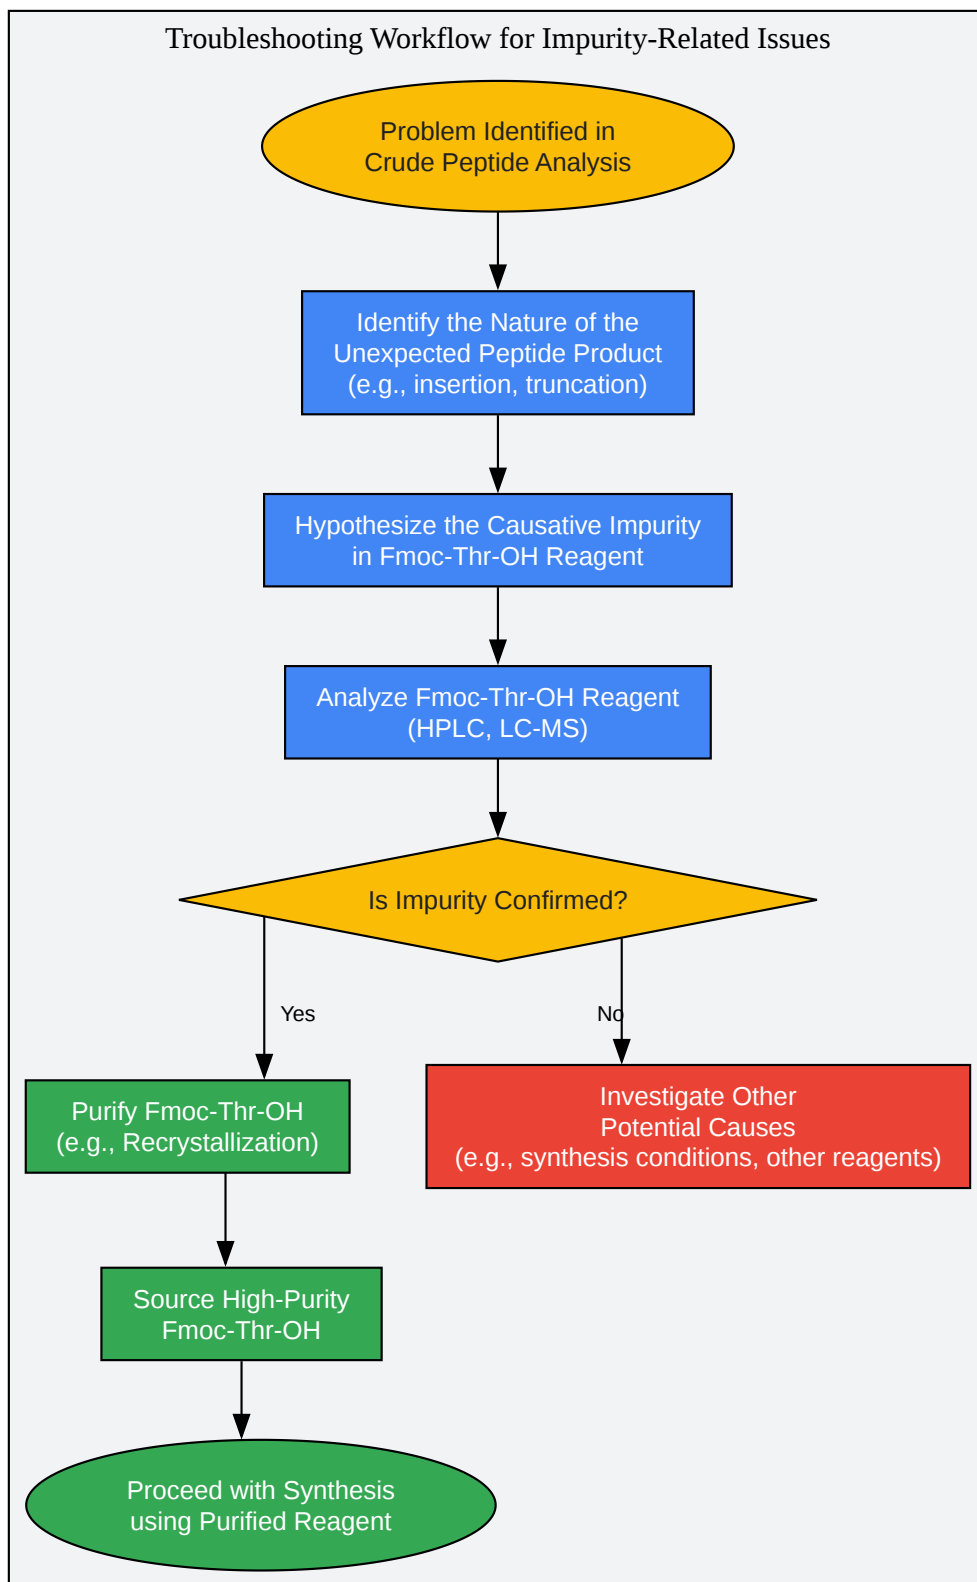 Troubleshooting Workflow for Impurity-Related Issues
Problem Identified in
Crude Peptide Analysis
Identify the Nature of the
Unexpected Peptide Product
(e.g., insertion, truncation)
Hypothesize the Causative Impurity
in Fmoc-Thr-OH Reagent
Analyze Fmoc-Thr-OH Reagent
(HPLC, LC-MS)
Is Impurity Confirmed?
Yes
No
Purify Fmoc-Thr-OH
(e.g., Recrystallization)
Investigate Other
Potential Causes
(e.g., synthesis conditions, other reagents)
Source High-Purity
Fmoc-Thr-OH
Proceed with Synthesis
using Purified Reagent